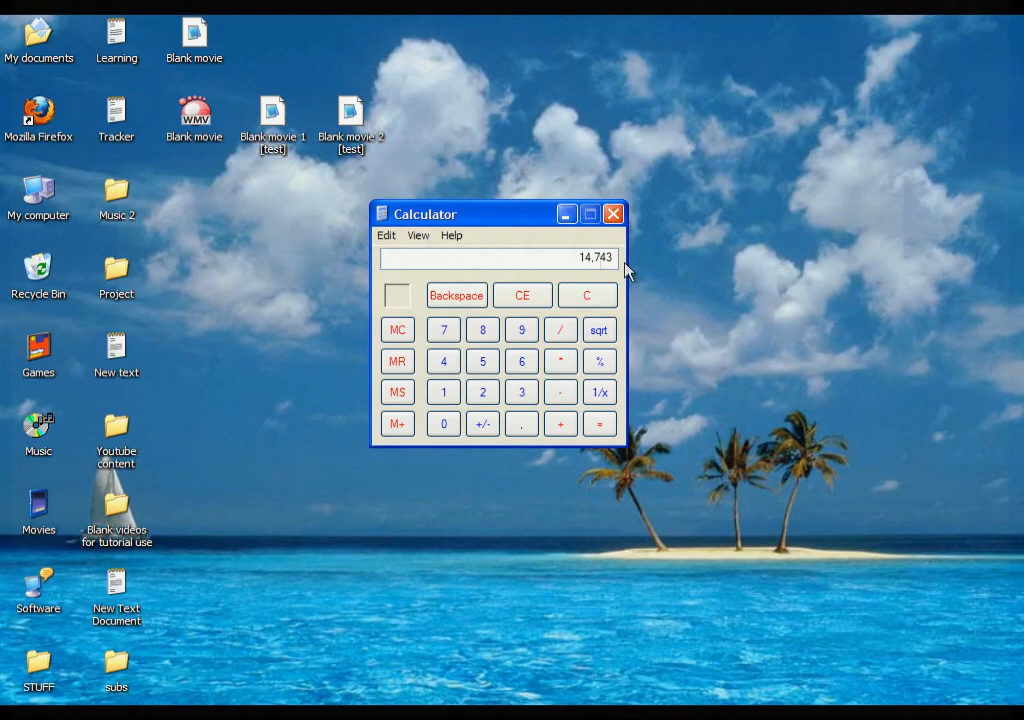 My documents
Learning
Blank movie
Mozilla Firefox
Tracker
WMV
Blank movie
Blank movie 1
[test]
Blank movie 2
[test]
My computer
Music 2
Recycle Bin
Project
Games
New text
Music
Youtube
content
Movies
Blank videos
for tutorial use
Software
New Text
Document
STUFF
subs
Calculator
Edit View Help
14,743
Backspace CE C
MC 7 8 9 / sqrt
MR 4 5 6 * %
MS 1 2 3 - 1/x
M+ 0 +/- . + =